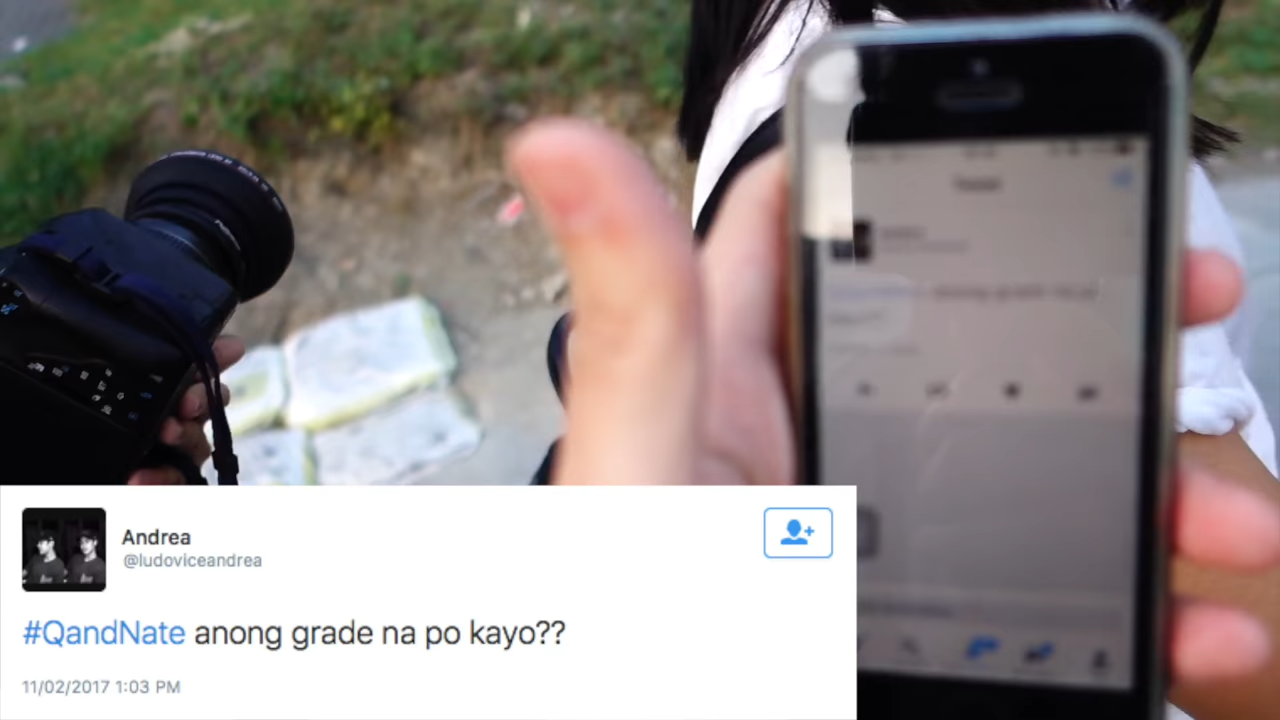 Andrea
@ludoviceandrea
#QandNate anong grade na po kayo??
11/02/2017 1:03 PM